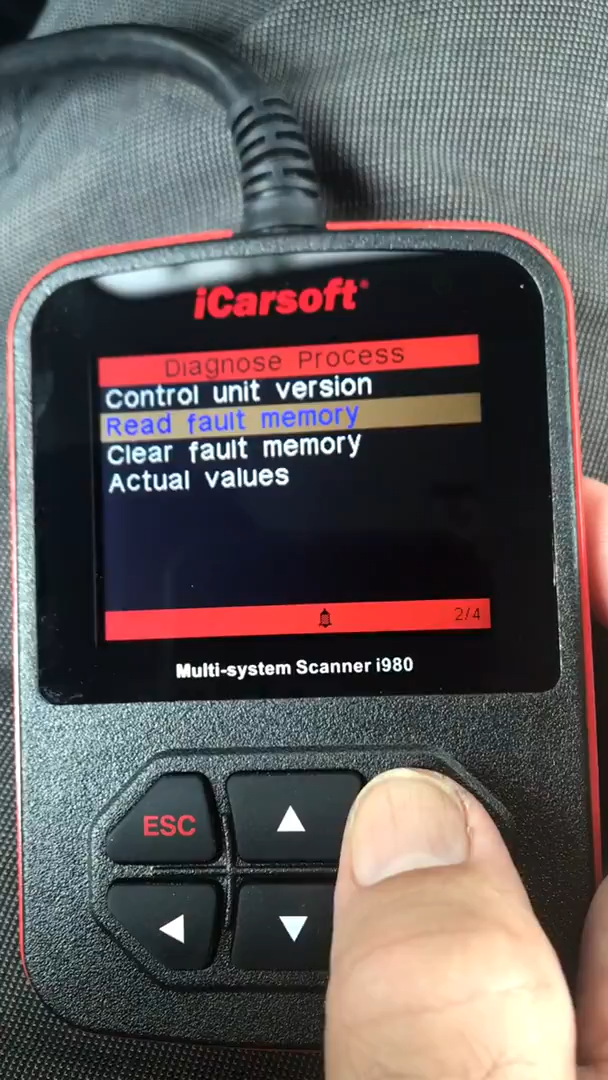 iCarsoft®
Diagnose Process
Control unit version
Read fault memory
Clear fault memory
Actual values
2/4
Multi-system Scanner i980
ESC